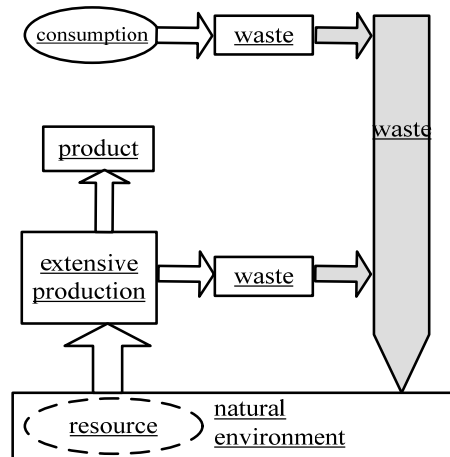 consumption
waste
waste
product
extensive
production
waste
resource
natural
environment